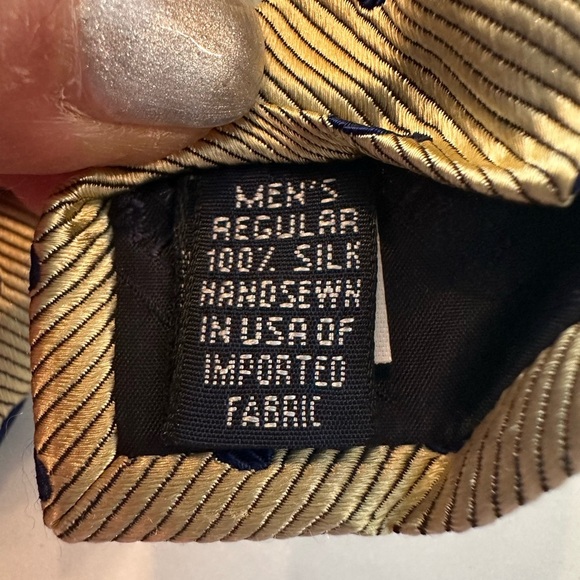 MEN'S
REGULAR
100% SILK
HANDSEWN
IN USA OF
IMPORTED
FABRIC